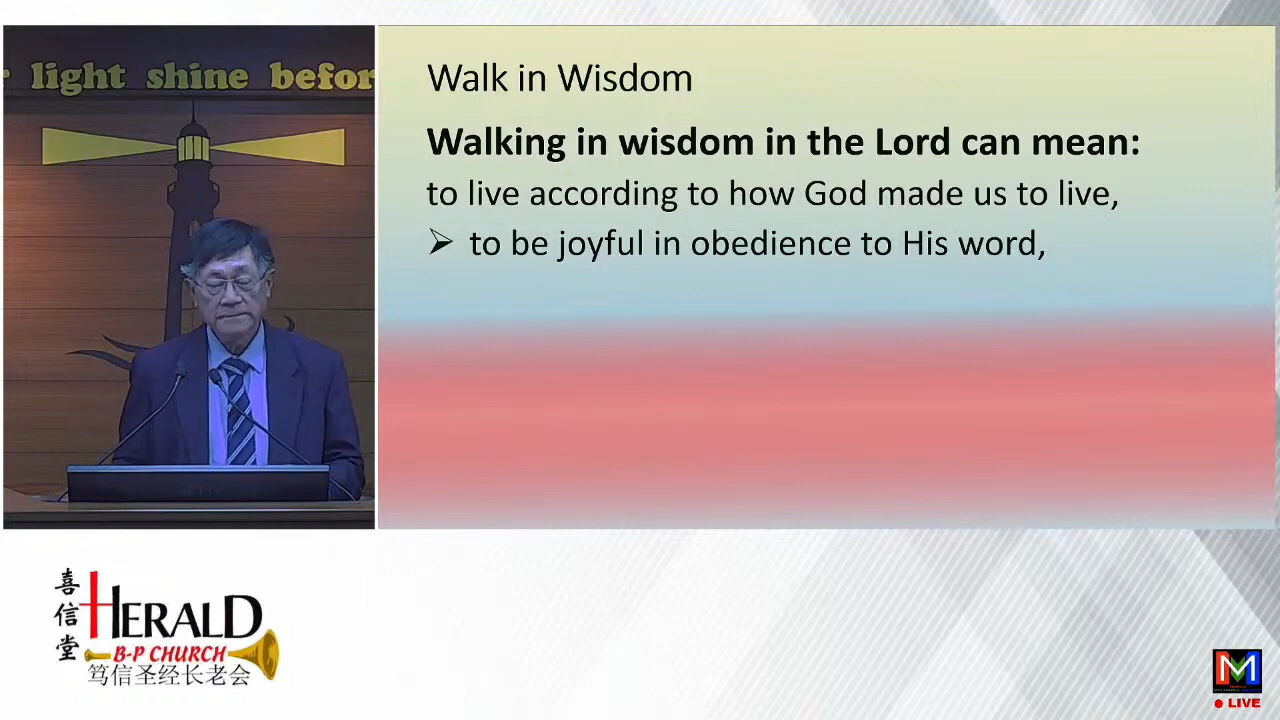 light shine befor
Walk in Wisdom
Walking in wisdom in the Lord can mean:
to live according to how God made us to live,
➢ to be joyful in obedience to His word,
喜信堂
HERALD
B-P CHURCH
笃信圣经长老会
M
LIVE